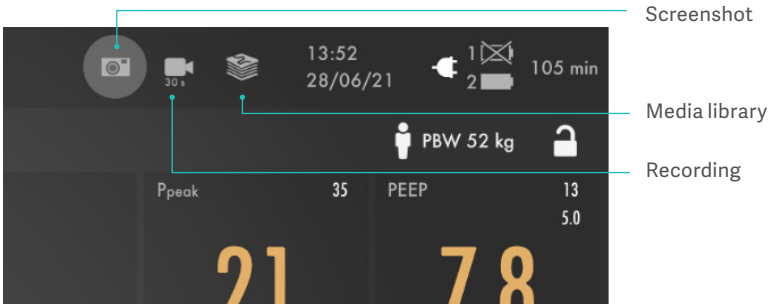 Screenshot
13:52
28/06/21
1
2
105 min
30 s
Media library
PBW 52 kg
Recording
Ppeak 35
PEEP 13
5.0
21
7.8